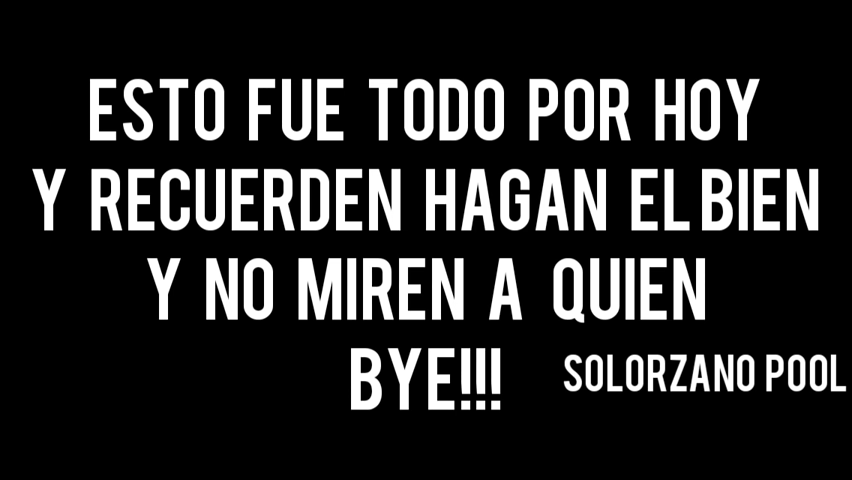 ESTO FUE TODO POR HOY
Y RECUERDEN HAGAN EL BIEN
Y NO MIREN A QUIEN
BYE!!!
SOLORZANO POOL